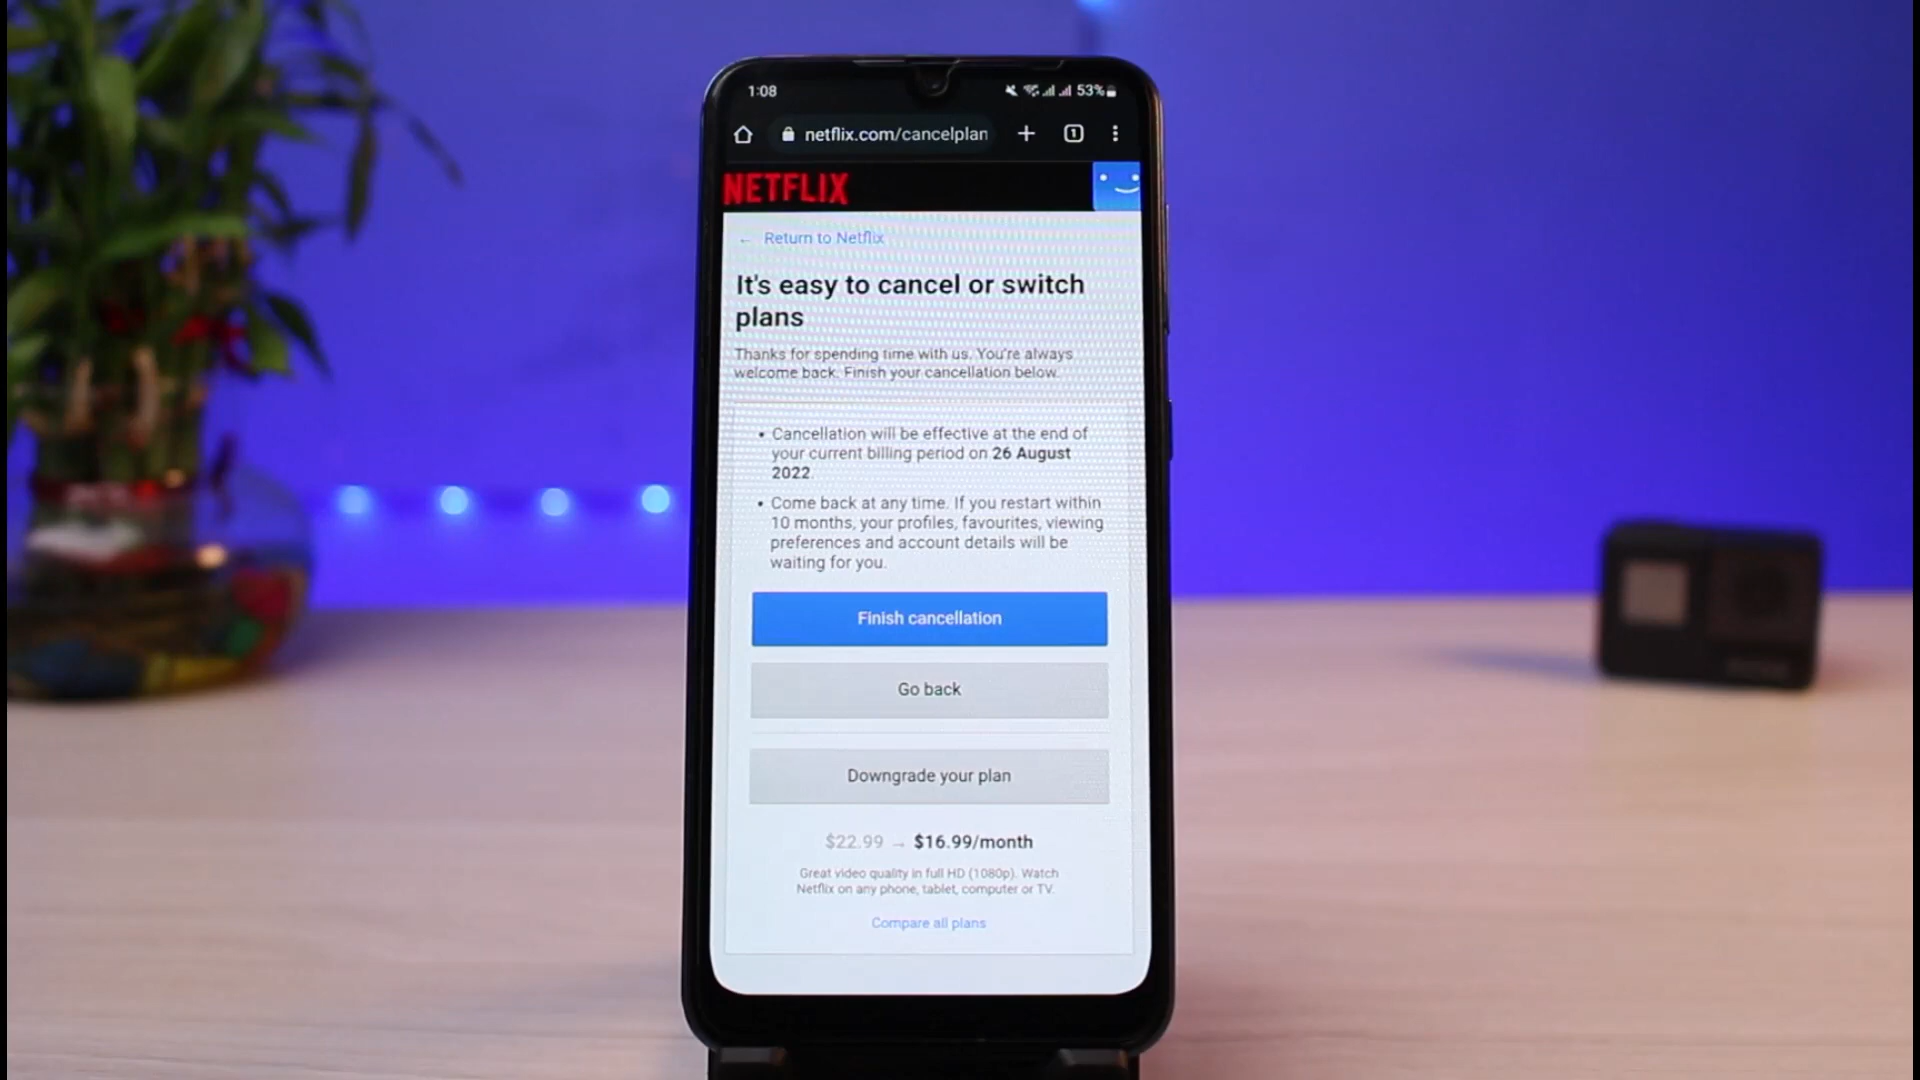 1:08
53%
netflix.com/cancelplan
1
NETFLIX
← Return to Netflix
It's easy to cancel or switch
plans
Thanks for spending time with us. You're always
welcome back. Finish your cancellation below.
• Cancellation will be effective at the end of
your current billing period on 26 August
2022.
• Come back at any time. If you restart within
10 months, your profiles, favourites, viewing
preferences and account details will be
waiting for you.
Finish cancellation
Go back
Downgrade your plan
$22.99 → $16.99/month
Great video quality in full HD (1080p). Watch
Netflix on any phone, tablet, computer or TV.
Compare all plans